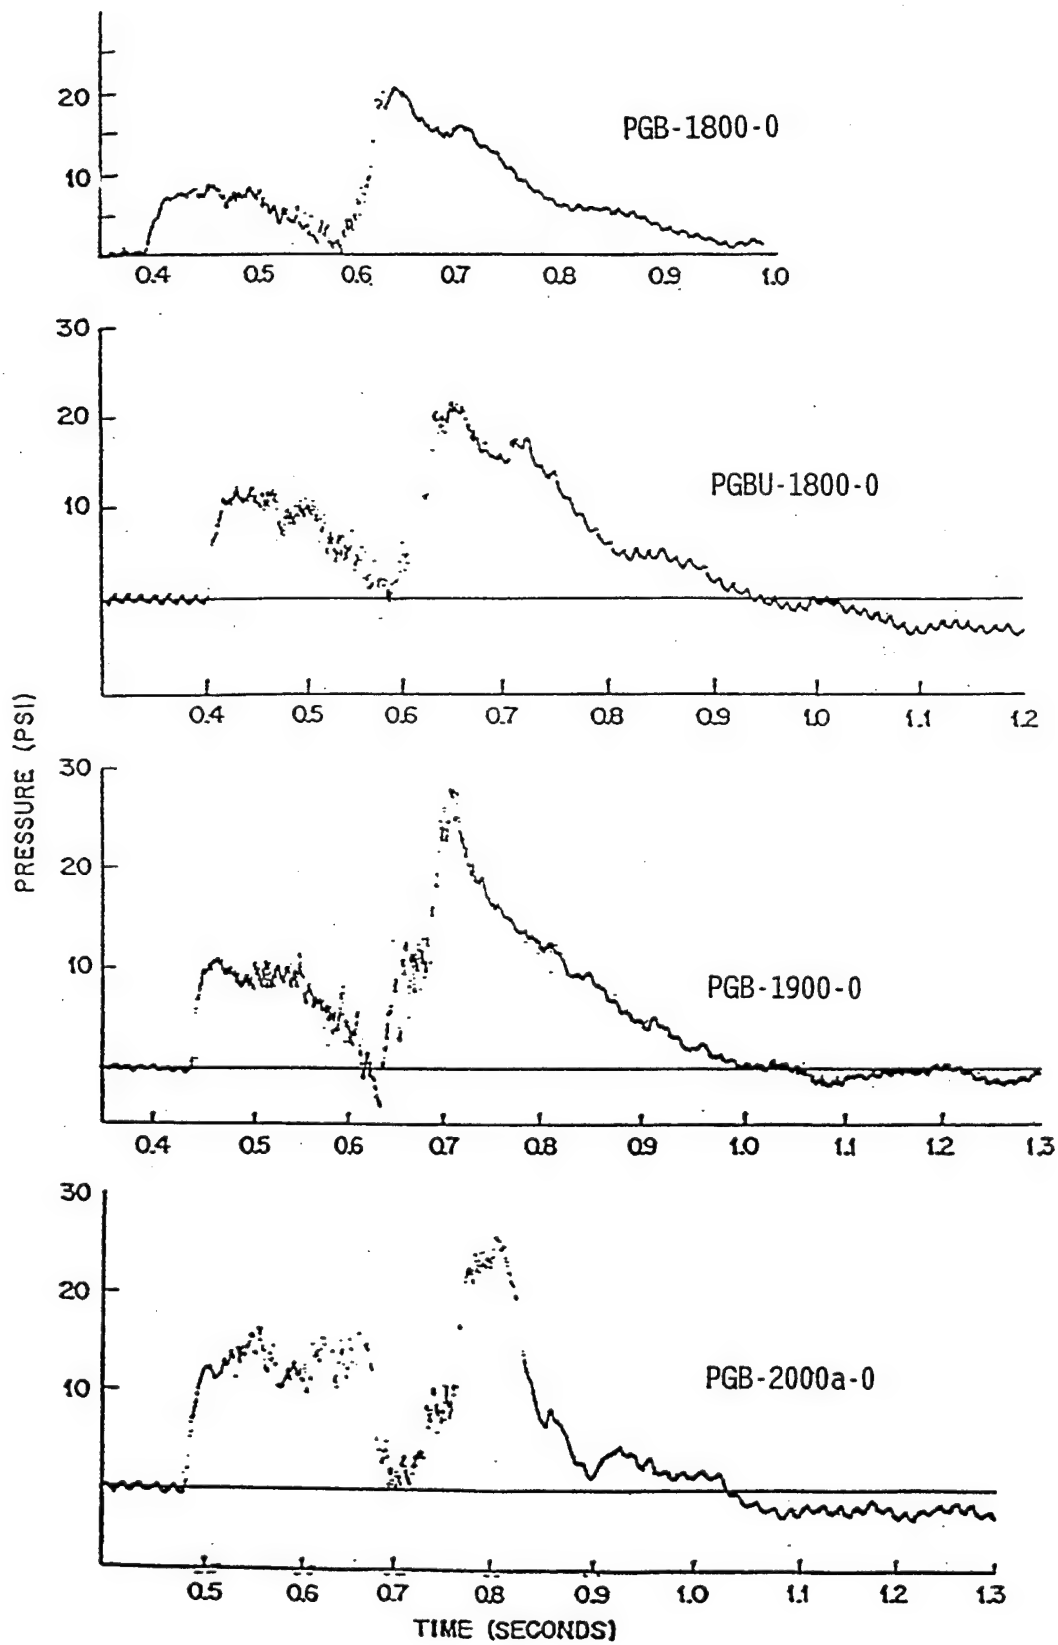 20
10
PGB-1800-0
0.4 0.5 0.6 0.7 0.8 0.9 1.0
30
20
10
PGBU-1800-0
0.4 0.5 0.6 0.7 0.8 0.9 1.0 1.1 1.2
PRESSURE (PSI)
30
20
10
PGB-1900-0
0.4 0.5 0.6 0.7 0.8 0.9 1.0 1.1 1.2 1.3
30
20
10
PGB-2000a-0
0.5 0.6 0.7 0.8 0.9 1.0 1.1 1.2 1.3
TIME (SECONDS)